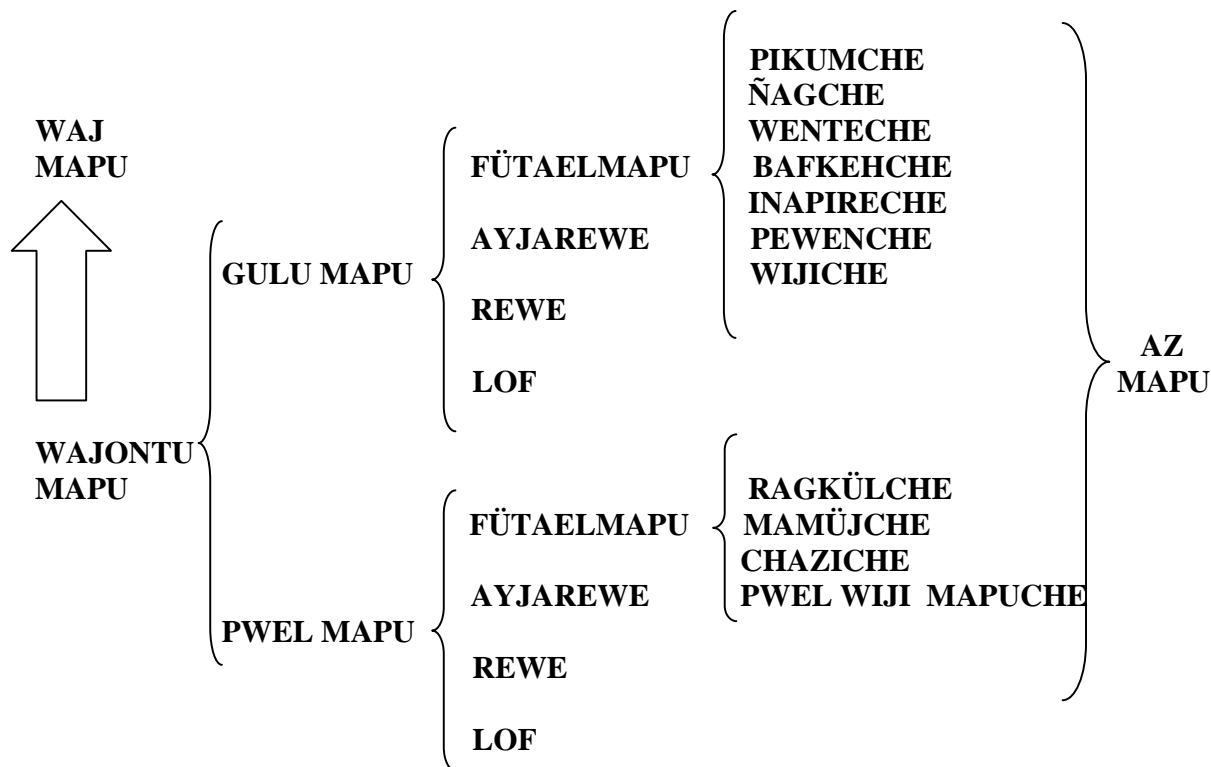 WAJ
MAPU
WAJONTU
MAPU
GULU MAPU
FÜTAELMAPU
AYJAREWE
REWE
LOF
PIKUMCHE
ÑAGCHE
WENTECHE
BAFKEHCHE
INAPIRECHE
PEWENCHE
WIJICHE
PWEL MAPU
FÜTAELMAPU
AYJAREWE
REWE
LOF
RAGKÜLCHE
MAMÜJCHE
CHAZICHE
PWEL WIJI MAPUCHE
AZ
MAPU